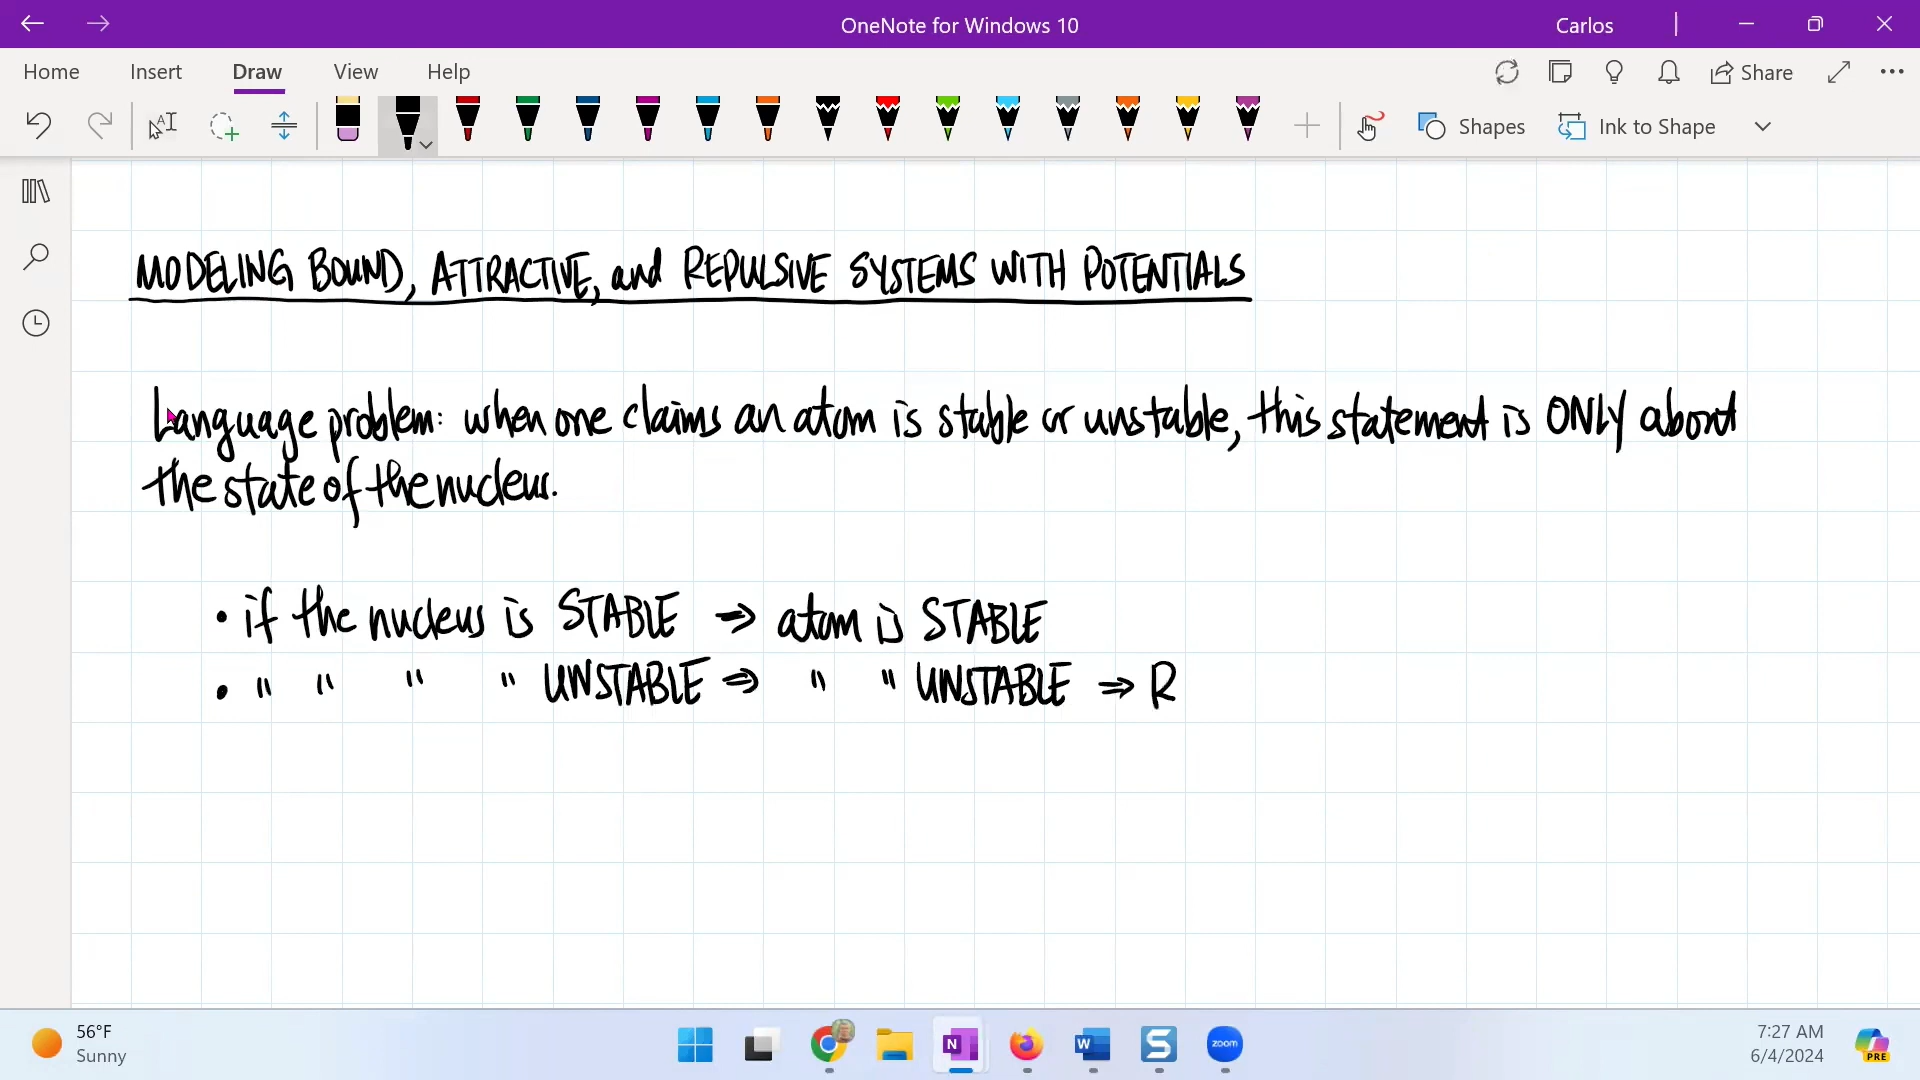 OneNote for Windows 10
Carlos
Home Insert Draw View Help
Share
Shapes Ink to Shape
MODELING BOUND, ATTRACTIVE, and REPULSIVE SYSTEMS WITH POTENTIALS
Language problem: when one claims an atom is stable or unstable, this statement is ONLY about
the state of the nucleus.
• if the nucleus is STABLE ⇒ atom is STABLE
• " " " " UNSTABLE ⇒ " " UNSTABLE ⇒ R
56°F
Sunny
N
W
S
zoom
7:27 AM
6/4/2024
PRE